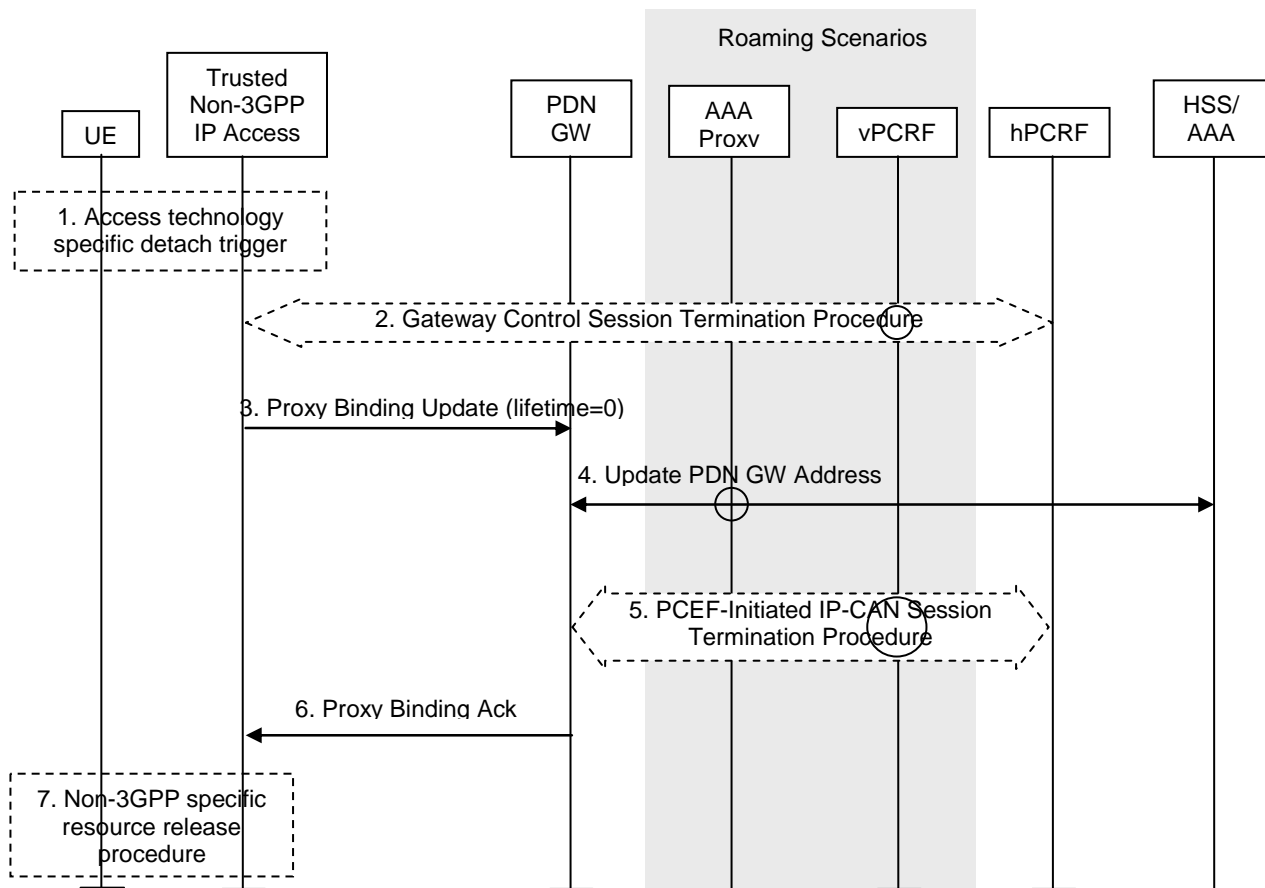 Roaming Scenarios
UE
Trusted
Non-3GPP
IP Access
PDN
GW
AAA
Proxv
vPCRF
hPCRF
HSS/
AAA
1. Access technology
specific detach trigger
2. Gateway Control Session Termination Procedure
3. Proxy Binding Update (lifetime=0)
4. Update PDN GW Address
5. PCEF-Initiated IP-CAN Session
Termination Procedure
6. Proxy Binding Ack
7. Non-3GPP specific
resource release
procedure